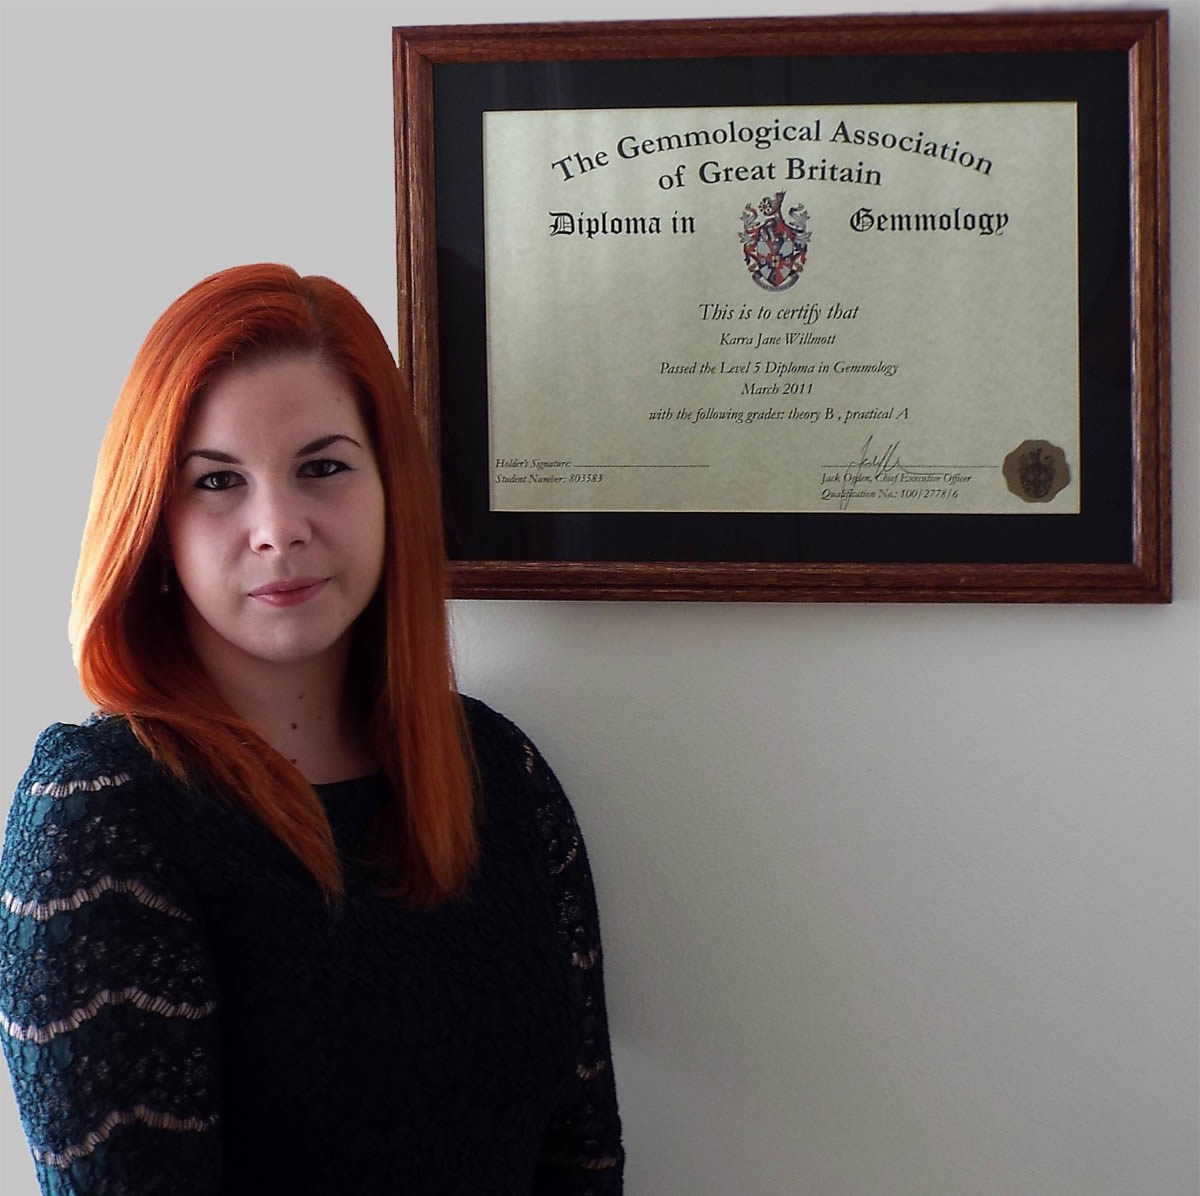 The Gemmological Association
of Great Britain
Diploma in Gemmology
This is to certify that
Karra Jane Willmott
Passed the Level 5 Diploma in Gemmology
March 2011
with the following grades: theory B , practical A
Holder's Signature:
Student Number: 803583
Jack Ogden, Chief Executive Officer
Qualification No.: 100/2778/6